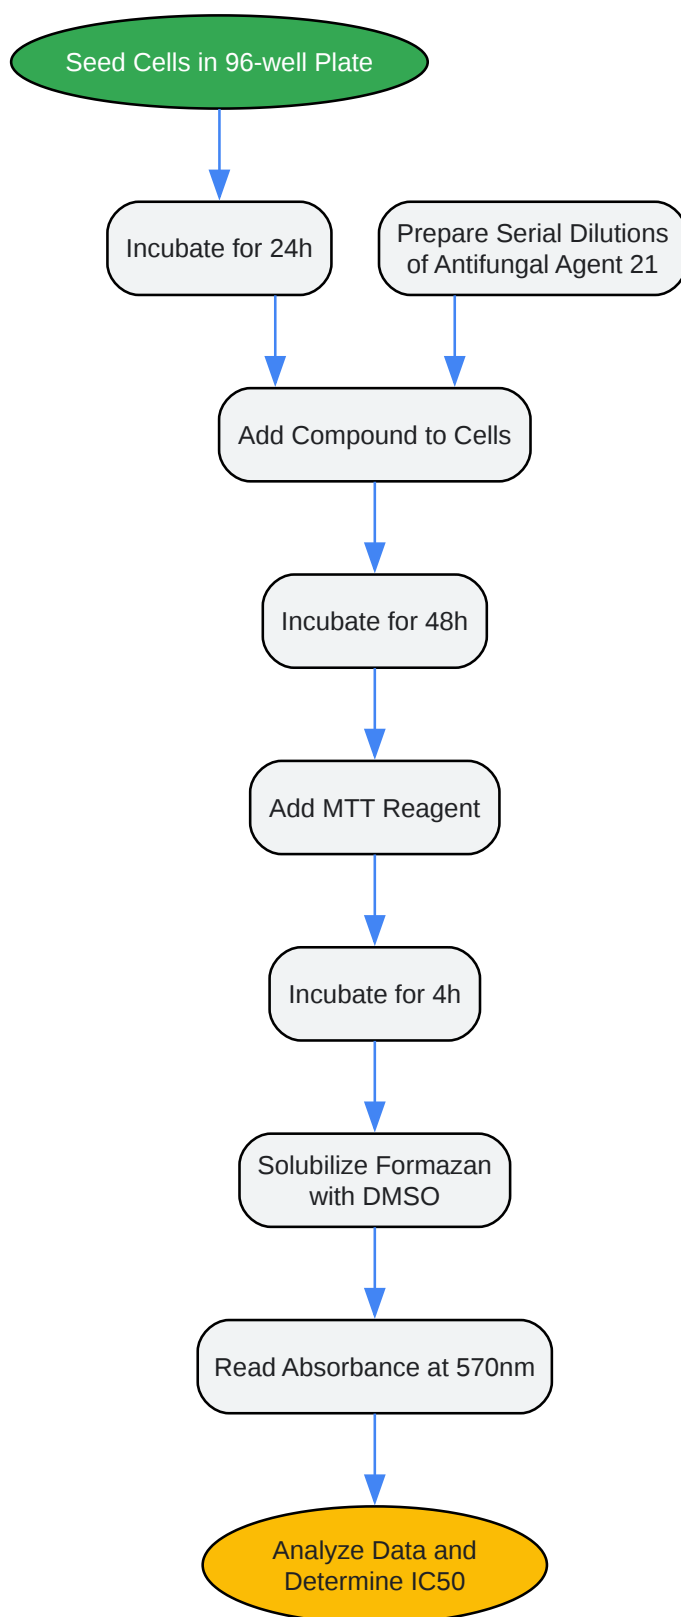 Seed Cells in 96-well Plate
Incubate for 24h
Prepare Serial Dilutions
of Antifungal Agent 21
Add Compound to Cells
Incubate for 48h
Add MTT Reagent
Incubate for 4h
Solubilize Formazan
with DMSO
Read Absorbance at 570nm
Analyze Data and
Determine IC50